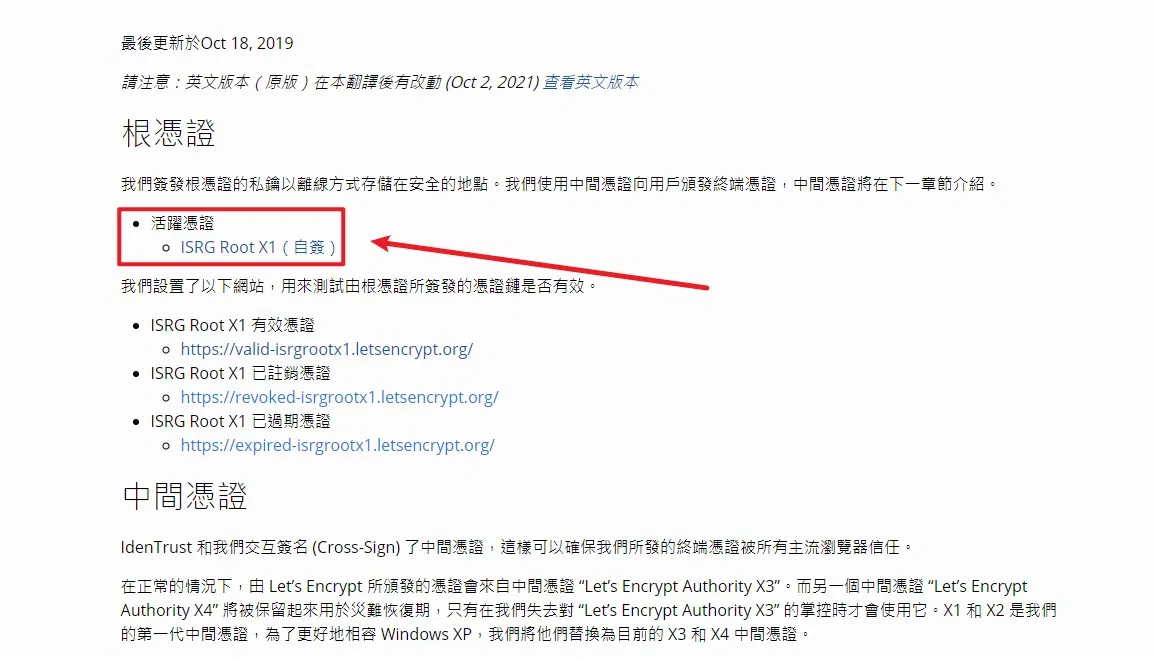 最後更新於Oct 18, 2019
請注意：英文版本（原版）在本翻譯後有改動 (Oct 2, 2021) 查看英文版本
根憑證
我們簽發根憑證的私鑰以離線方式存儲在安全的地點。我們使用中間憑證向用戶頒發終端憑證，中間憑證將在下一章節介紹。
活躍憑證
ISRG Root X1（自簽）
我們設置了以下網站，用來測試由根憑證所簽發的憑證鏈是否有效。
ISRG Root X1 有效憑證
https://valid-isrgrootx1.letsencrypt.org/
ISRG Root X1 已註銷憑證
https://revoked-isrgrootx1.letsencrypt.org/
ISRG Root X1 已過期憑證
https://expired-isrgrootx1.letsencrypt.org/
中間憑證
IdenTrust 和我們交互簽名 (Cross-Sign) 了中間憑證，這樣可以確保我們所發的終端憑證被所有主流瀏覽器信任。
在正常的情況下，由 Let’s Encrypt 所頒發的憑證會來自中間憑證 “Let’s Encrypt Authority X3”。而另一個中間憑證 “Let’s Encrypt
Authority X4” 將被保留起來用於災難恢復期，只有在我們失去對 “Let’s Encrypt Authority X3” 的掌控時才會使用它。X1 和 X2 是我們
的第一代中間憑證，為了更好地相容 Windows XP，我們將他們替換為目前的 X3 和 X4 中間憑證。